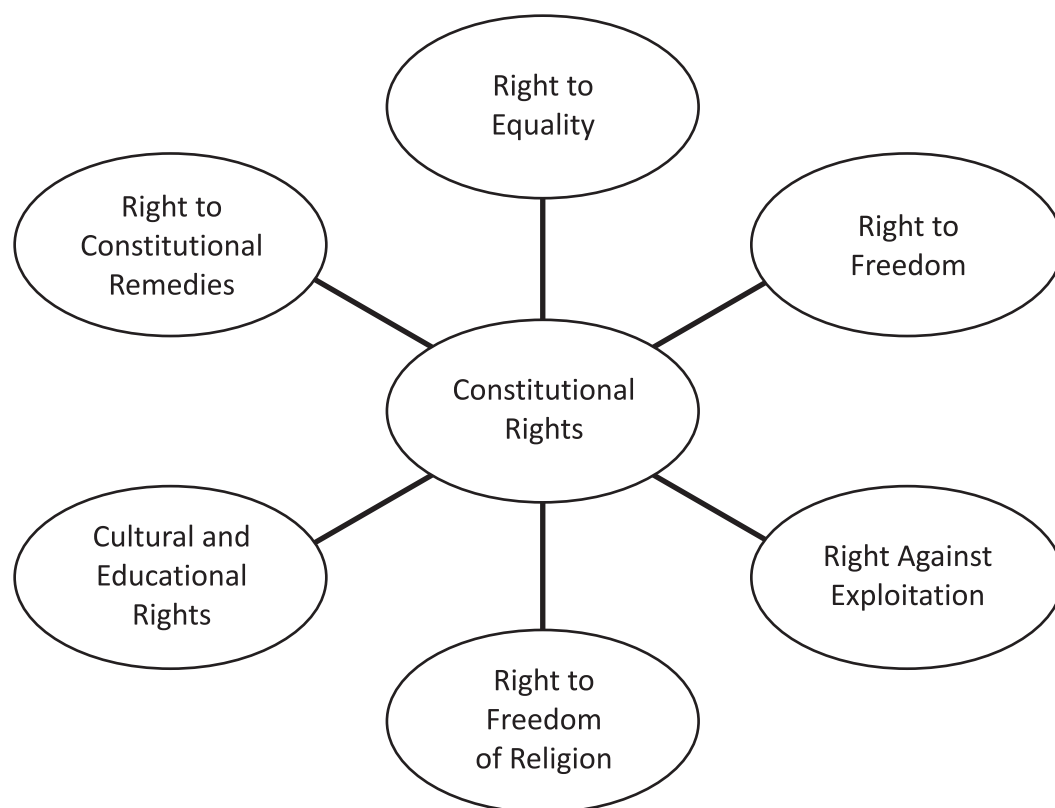 Right to
Equality
Right to
Constitutional
Remedies
Right to
Freedom
Constitutional
Rights
Cultural and
Educational
Rights
Right Against
Exploitation
Right to
Freedom
of Religion